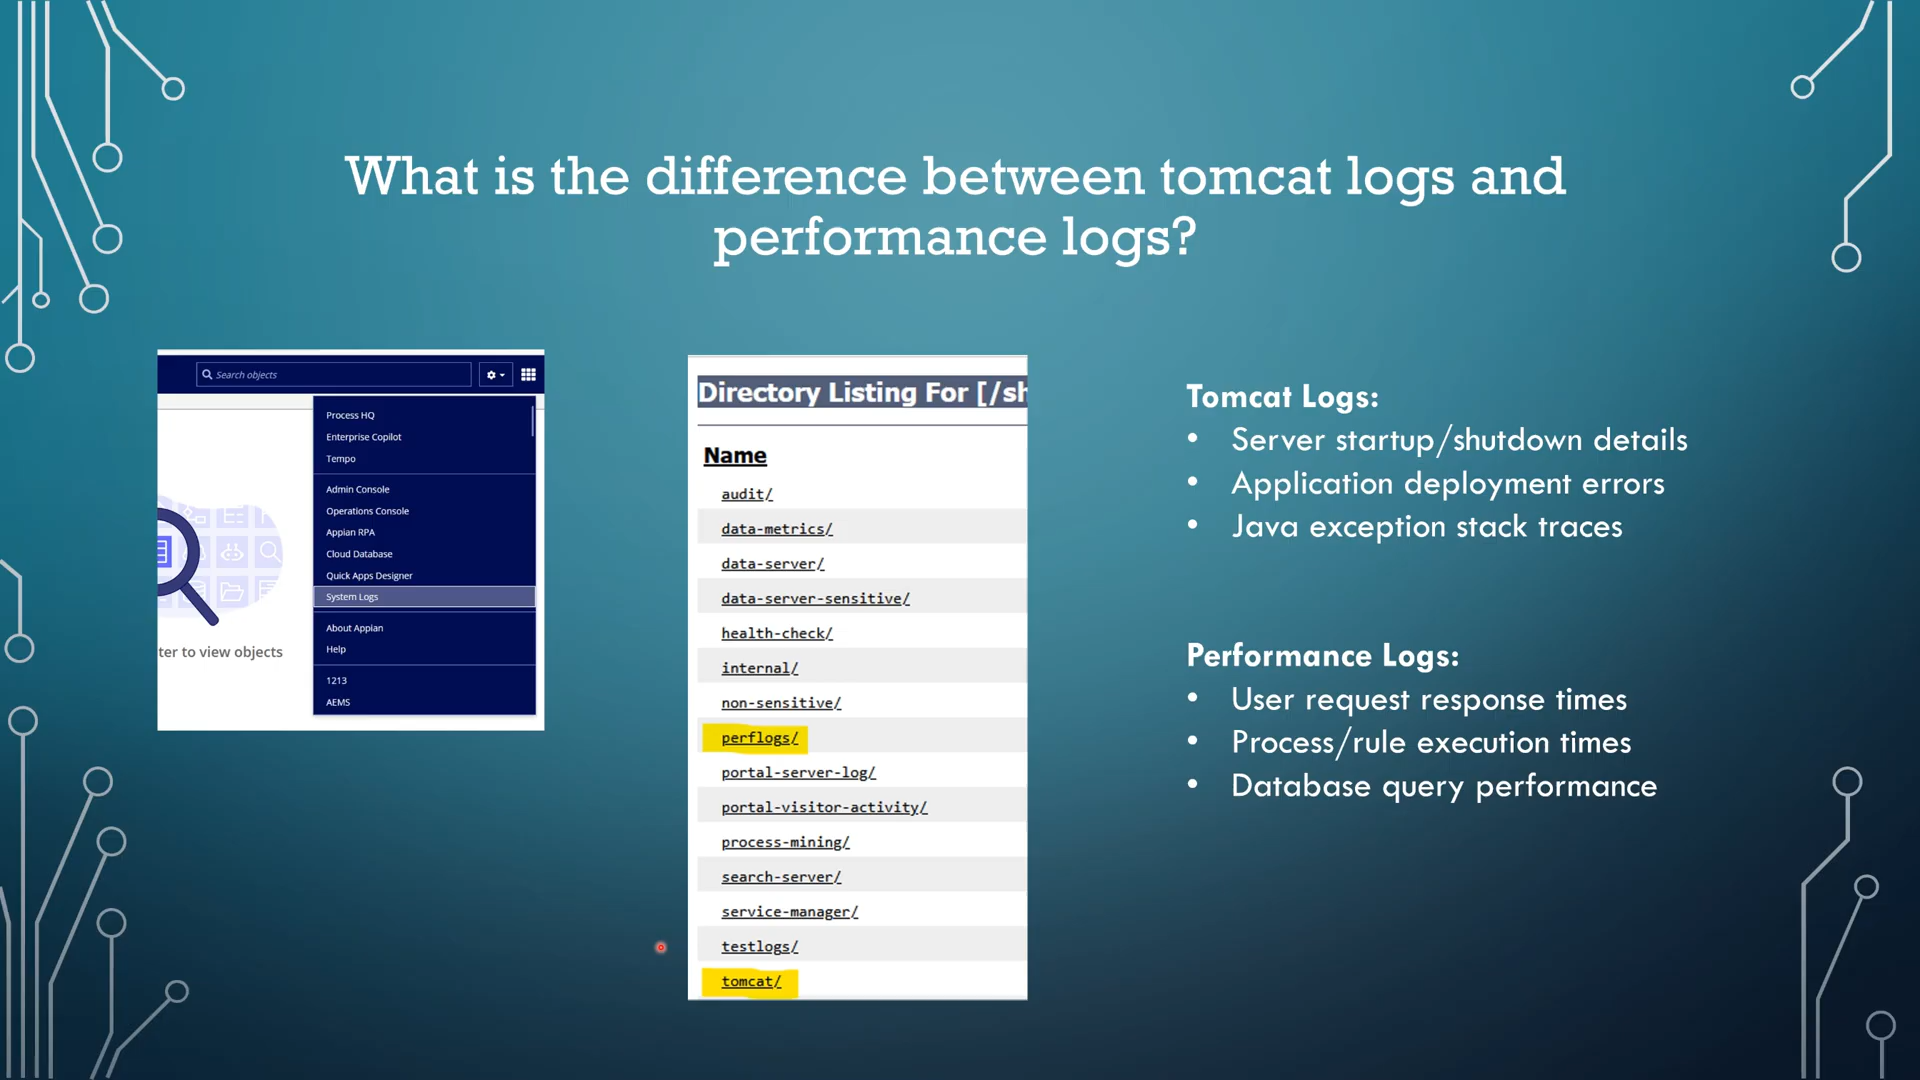 What is the difference between tomcat logs and
performance logs?
Search objects
Process HQ
Enterprise Copilot
Tempo
Admin Console
Operations Console
Appian RPA
Cloud Database
Quick Apps Designer
System Logs
About Appian
Help
1213
AEMS
ter to view objects
Directory Listing For [/sh
Name
audit/
data-metrics/
data-server/
data-server-sensitive/
health-check/
internal/
non-sensitive/
perflogs/
portal-server-log/
portal-visitor-activity/
process-mining/
search-server/
service-manager/
testlogs/
tomcat/
Tomcat Logs:
• Server startup/shutdown details
• Application deployment errors
• Java exception stack traces
Performance Logs:
• User request response times
• Process/rule execution times
• Database query performance